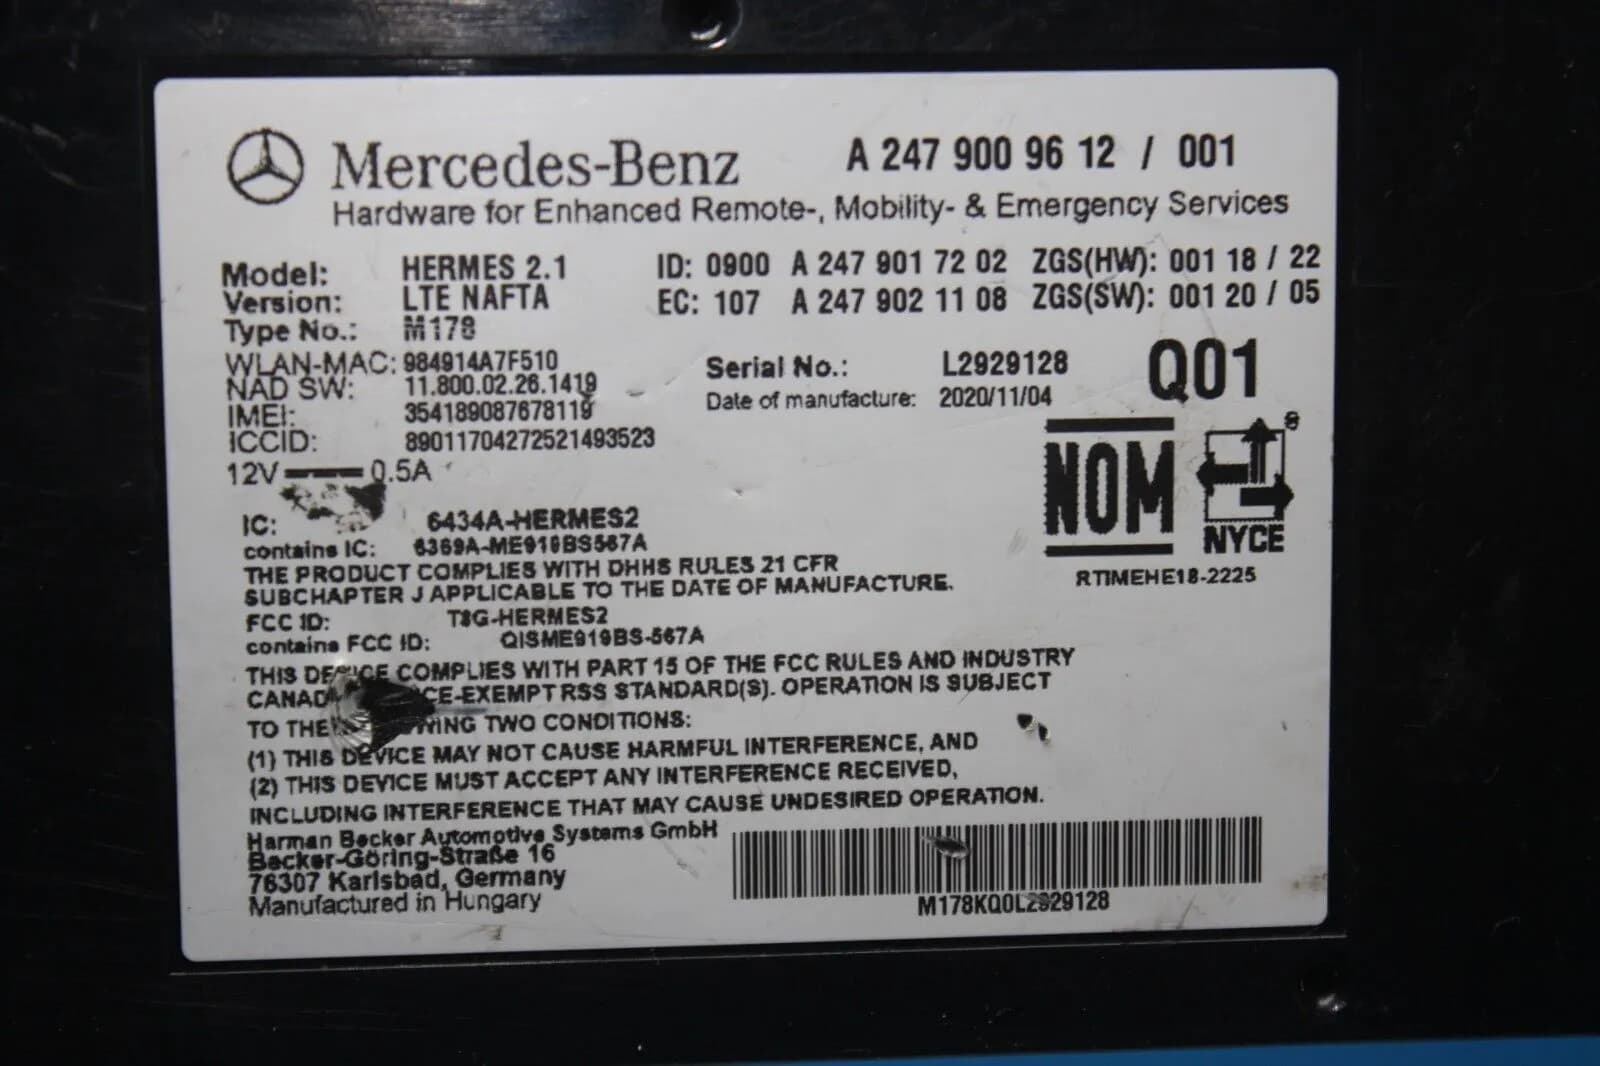 Mercedes-Benz A 247 900 96 12 / 001
Hardware for Enhanced Remote-, Mobility- & Emergency Services
Model: HERMES 2.1 ID: 0900 A 247 901 72 02 ZGS(HW): 001 18 / 22
Version: LTE NAFTA EC: 107 A 247 902 11 08 ZGS(SW): 001 20 / 05
Type No.: M178
WLAN-MAC: 984914A7F510 Serial No.: L2929128 Q01
NAD SW: 11.800.02.26.1419 Date of manufacture: 2020/11/04
IMEI: 354189087678119
ICCID: 89011704272521493523
12V 0.5A
NOM
NYCE
RTIMEHE18-2225
IC: 6434A-HERMES2
contains IC: 6369A-ME919BS567A
THE PRODUCT COMPLIES WITH DHHS RULES 21 CFR
SUBCHAPTER J APPLICABLE TO THE DATE OF MANUFACTURE.
FCC ID: T8G-HERMES2
contains FCC ID: QISME919BS-567A
THIS DEVICE COMPLIES WITH PART 15 OF THE FCC RULES AND INDUSTRY
CANAD CE-EXEMPT RSS STANDARD(S). OPERATION IS SUBJECT
TO THE WING TWO CONDITIONS:
(1) THIS DEVICE MAY NOT CAUSE HARMFUL INTERFERENCE, AND
(2) THIS DEVICE MUST ACCEPT ANY INTERFERENCE RECEIVED,
INCLUDING INTERFERENCE THAT MAY CAUSE UNDESIRED OPERATION.
Harman Becker Automotive Systems GmbH
Becker-Göring-Straße 16
76307 Karlsbad, Germany
Manufactured in Hungary
M178KQ0L2929128